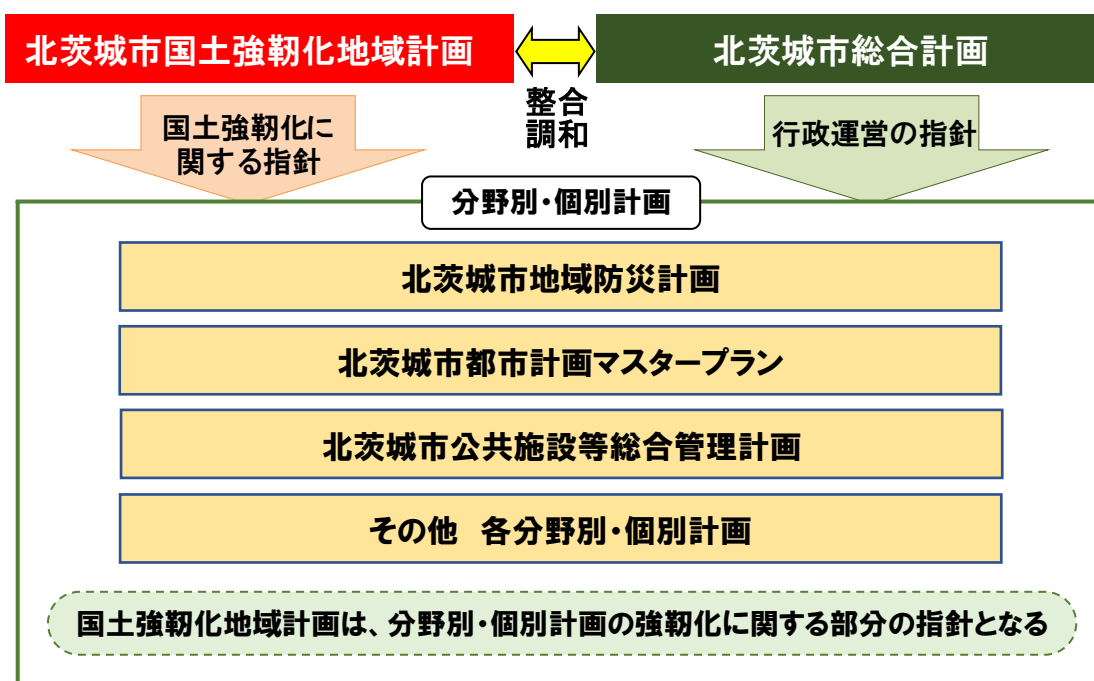 北茨城市国土強靭化地域計画
北茨城市総合計画
整合
調和
国土強靭化に
関する指針
行政運営の指針
分野別・個別計画
北茨城市地域防災計画
北茨城市都市計画マスタープラン
北茨城市公共施設等総合管理計画
その他　各分野別・個別計画
国土強靭化地域計画は、分野別・個別計画の強靭化に関する部分の指針となる